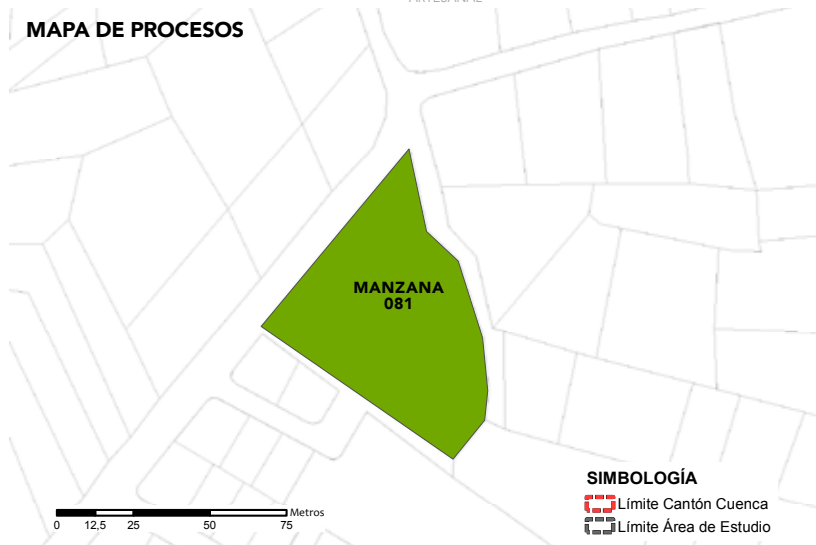 ARTESANAL
MAPA DE PROCESOS
MANZANA
081
SIMBOLOGÍA
Límite Cantón Cuenca
Límite Área de Estudio
Metros
0 12,5 25 50 75